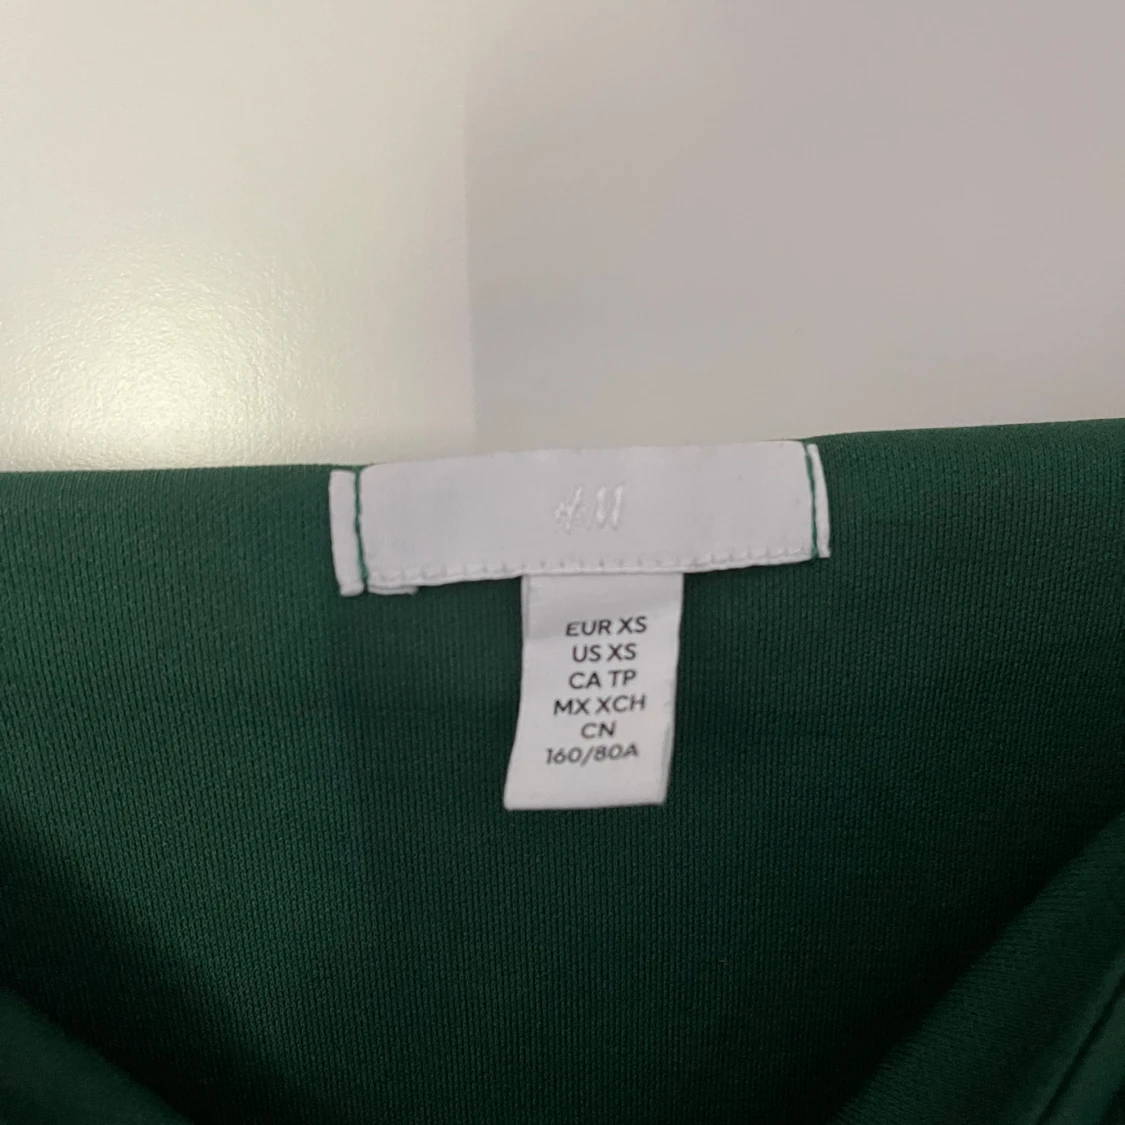 H&M
EUR XS
US XS
CA TP
MX XCH
CN
160/80A